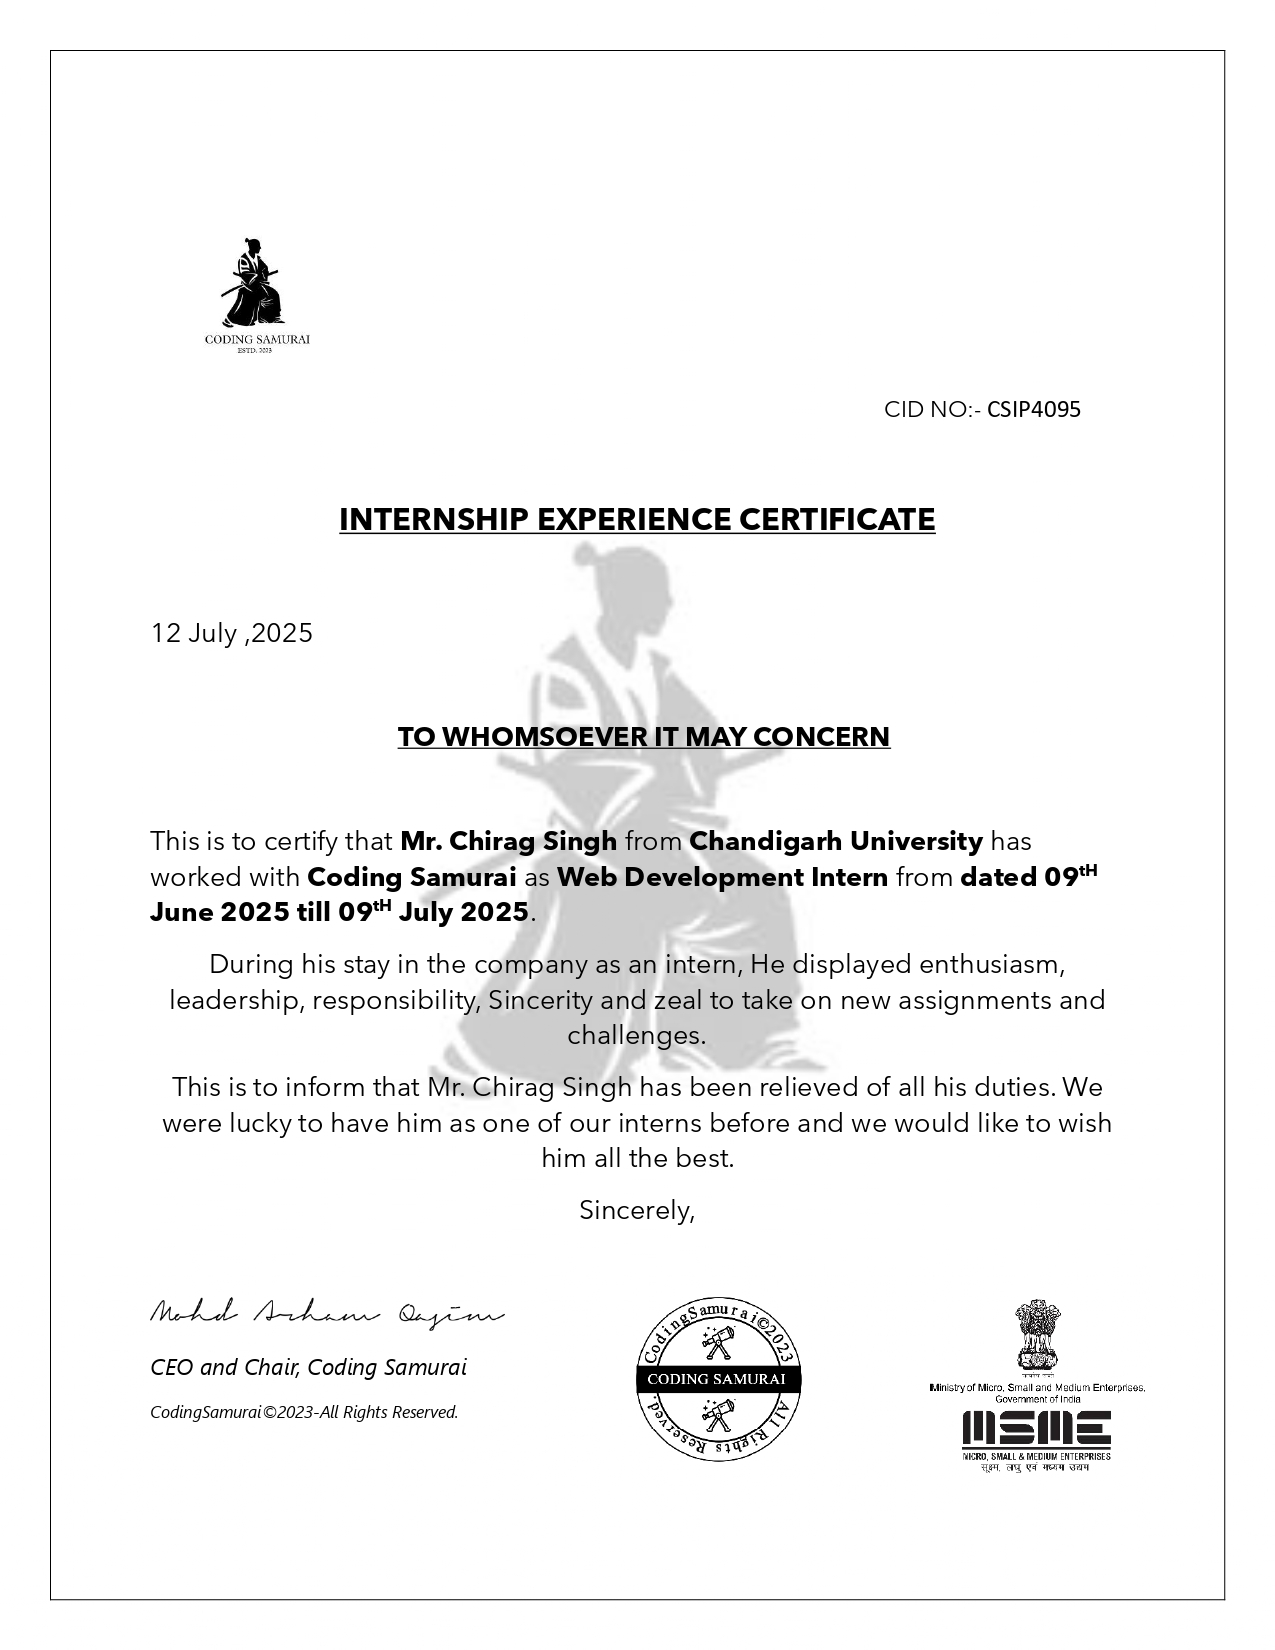 CODING SAMURAI
ESTD. 2023
CID NO:- CSIP4095
INTERNSHIP EXPERIENCE CERTIFICATE
12 July ,2025
TO WHOMSOEVER IT MAY CONCERN
This is to certify that Mr. Chirag Singh from Chandigarh University has
worked with Coding Samurai as Web Development Intern from dated 09tH
June 2025 till 09tH July 2025.
During his stay in the company as an intern, He displayed enthusiasm,
leadership, responsibility, Sincerity and zeal to take on new assignments and
challenges.
This is to inform that Mr. Chirag Singh has been relieved of all his duties. We
were lucky to have him as one of our interns before and we would like to wish
him all the best.
Sincerely,
Mohd Arham Qazim
CEO and Chair, Coding Samurai
CodingSamurai©2023-All Rights Reserved.
CodingSamurai©2023
CODING SAMURAI
All Rights Reserved.
सत्यमेव जयते
Ministry of Micro, Small and Medium Enterprises,
Government of India
MSME
MICRO, SMALL & MEDIUM ENTERPRISES
सूक्ष्म, लघु एवं मध्यम उद्यम